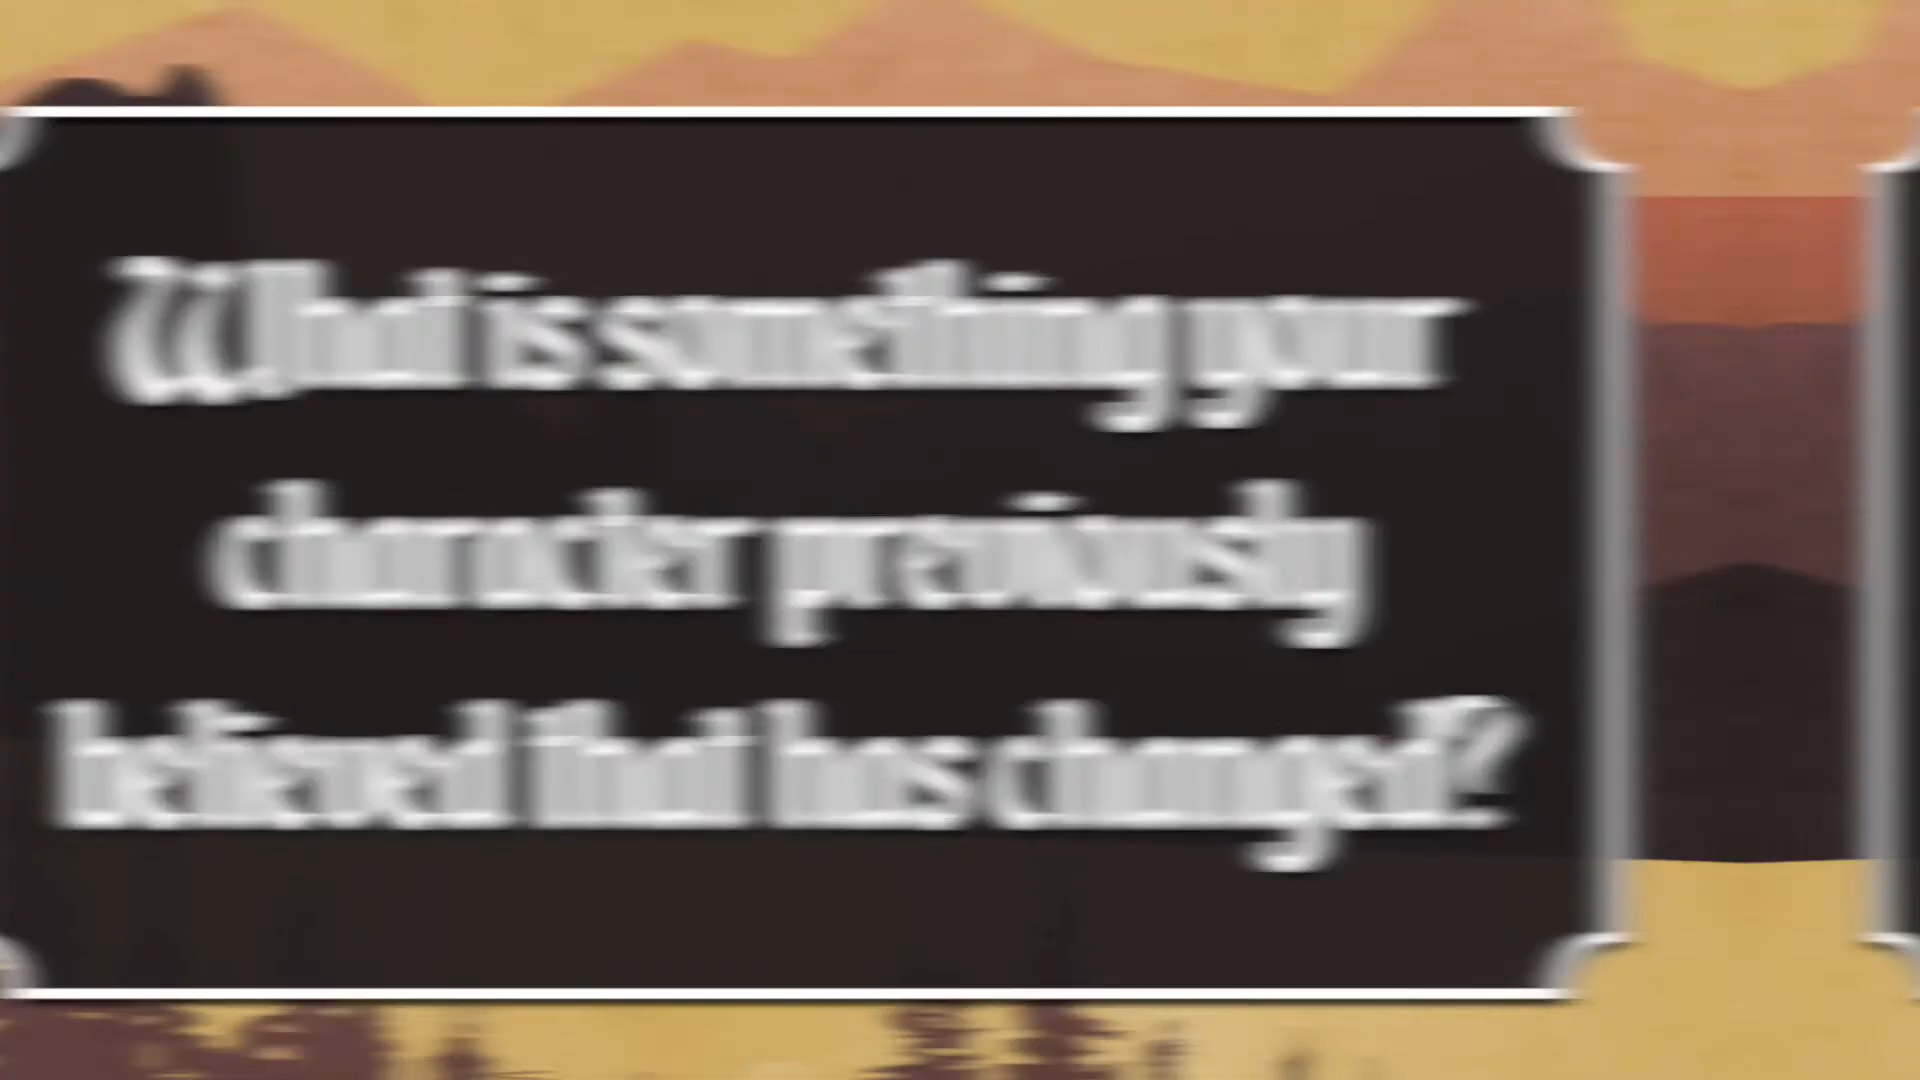 What is something your
character previously
believed that has changed?